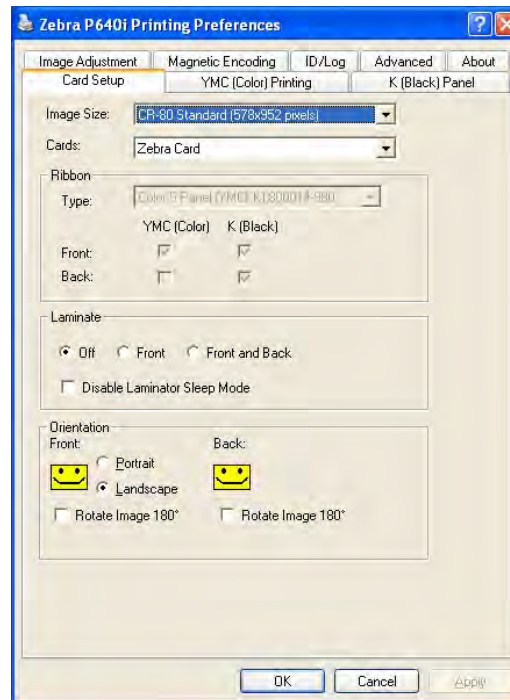 Zebra P640i Printing Preferences
Image Adjustment Magnetic Encoding ID/Log Advanced About
Card Setup YMC (Color) Printing K (Black) Panel
Image Size: CR-80 Standard (578x952 pixels)
Cards: Zebra Card
Ribbon
Type: Color 5 Panel
YMC (Color) K (Black)
Front:
Back:
Laminate
Off Front Front and Back
Disable Laminator Sleep Mode
Orientation
Front: Back:
Portrait
Landscape
Rotate Image 180° Rotate Image 180°
OK Cancel Apply